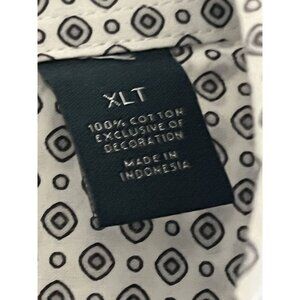 XLT
100% COTTON
EXCLUSIVE OF
DECORATION
MADE IN
INDONESIA